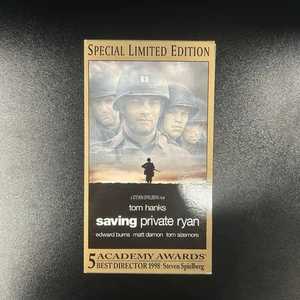 SPECIAL LIMITED EDITION
A STEVEN SPIELBERG FILM
tom hanks
saving private ryan
edward burns matt damon tom sizemore
5 ACADEMY AWARDS
BEST DIRECTOR 1998 · Steven Spielberg